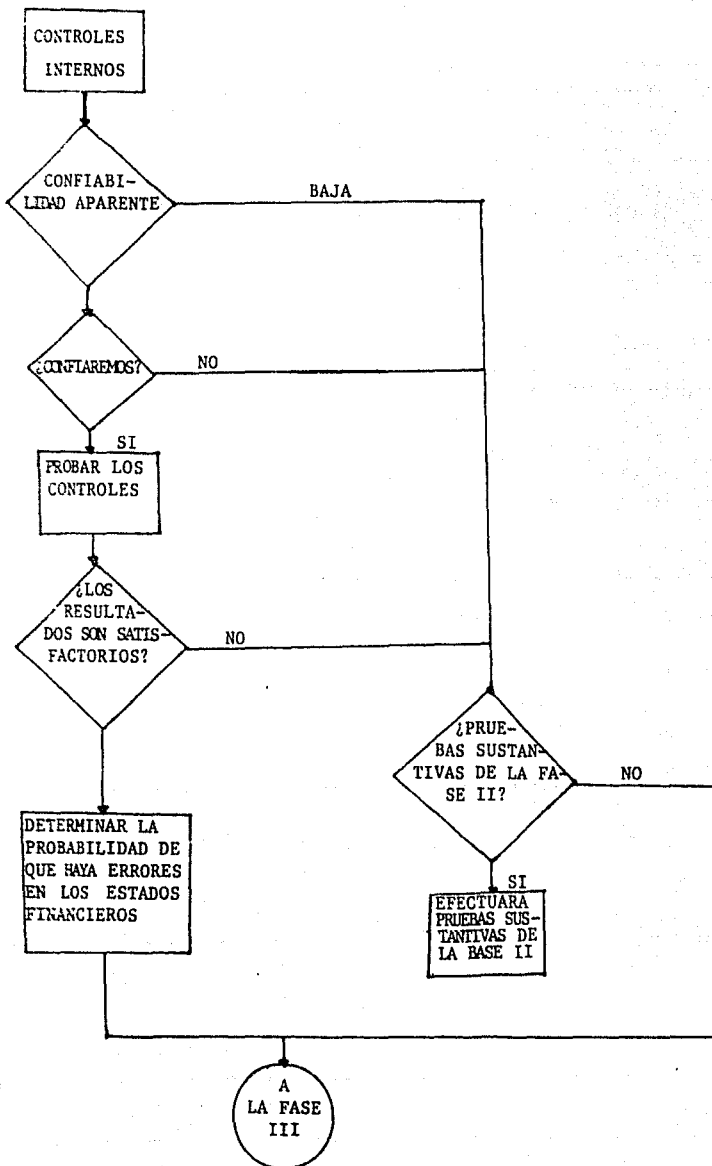 CONTROLES
INTERNOS
CONFIABI-
LIDAD APARENTE
BAJA
¿CONFIAREMOS?
NO
SI
PROBAR LOS
CONTROLES
¿LOS
RESULTA-
DOS SON SATIS-
FACTORIOS?
NO
¿PRUE-
BAS SUSTAN-
TIVAS DE LA FA-
SE II?
NO
SI
EFECTUARA
PRUEBAS SUS-
TANTIVAS DE
LA BASE II
DETERMINAR LA
PROBABILIDAD DE
QUE HAYA ERRORES
EN LOS ESTADOS
FINANCIEROS
A
LA FASE
III